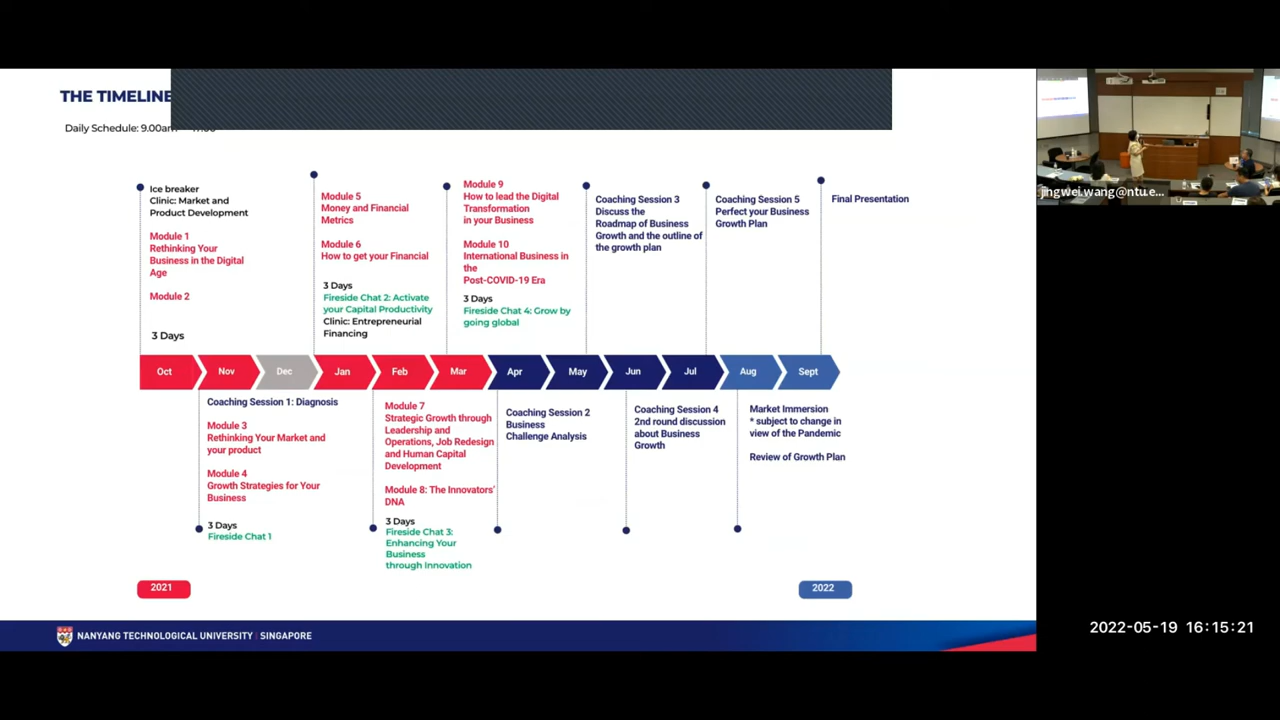 THE TIMELINE
Daily Schedule: 9.00am
Ice breaker
Clinic: Market and
Product Development
Module 1
Rethinking Your
Business in the Digital
Age
Module 2
3 Days
Module 5
Money and Financial
Metrics
Module 6
How to get your Financial
3 Days
Fireside Chat 2: Activate
your Capital Productivity
Clinic: Entrepreneurial
Financing
Module 9
How to lead the Digital
Transformation
in your Business
Module 10
International Business in
the
Post-COVID-19 Era
3 Days
Fireside Chat 4: Grow by
going global
Coaching Session 3
Discuss the
Roadmap of Business
Growth and the outline of
the growth plan
Coaching Session 5
Perfect your Business
Growth Plan
Final Presentation
jingwei.wang@ntu.e...
Oct Nov Dec Jan Feb Mar Apr May Jun Jul Aug Sept
Coaching Session 1: Diagnosis
Module 3
Rethinking Your Market and
your product
Module 4
Growth Strategies for Your
Business
3 Days
Fireside Chat 1
Module 7
Strategic Growth through
Leadership and
Operations, Job Redesign
and Human Capital
Development
Module 8: The Innovators'
DNA
3 Days
Fireside Chat 3:
Enhancing Your
Business
through Innovation
Coaching Session 2
Business
Challenge Analysis
Coaching Session 4
2nd round discussion
about Business
Growth
Market Immersion
* subject to change in
view of the Pandemic
Review of Growth Plan
2021
2022
NANYANG TECHNOLOGICAL UNIVERSITY | SINGAPORE
2022-05-19 16:15:21